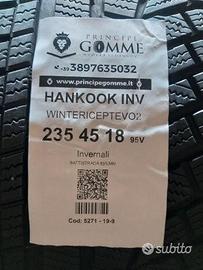 PRINCIPE
GOMME
+39 3897635032
www.principegomme.it
HANKOOK INV
WINTERICEPTEVO2
235 45 18 95V
Invernali
Cod: 5271 - 19-9
subito